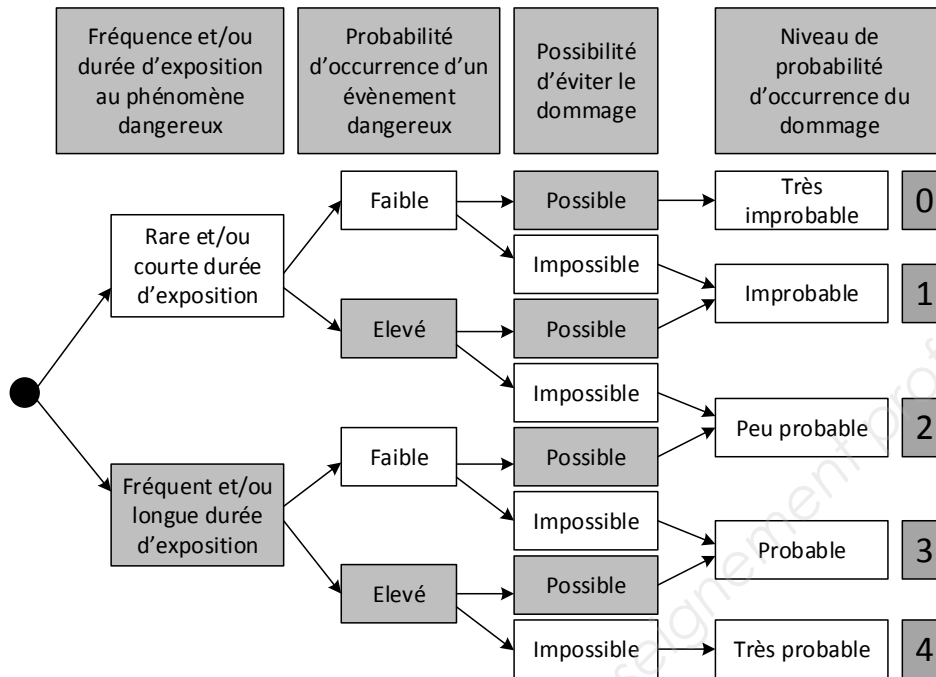 Fréquence et/ou
durée d'exposition
au phénomène
dangereux
Probabilité
d'occurrence d'un
évènement
dangereux
Possibilité
d'éviter le
dommage
Niveau de
probabilité
d'occurrence du
dommage
Rare et/ou
courte durée
d'exposition
Fréquent et/ou
longue durée
d'exposition
Faible
Elevé
Faible
Elevé
Possible
Impossible
Possible
Impossible
Possible
Impossible
Possible
Impossible
Très
improbable
0
Improbable
1
Peu probable
2
Probable
3
Très probable
4
seignement prof